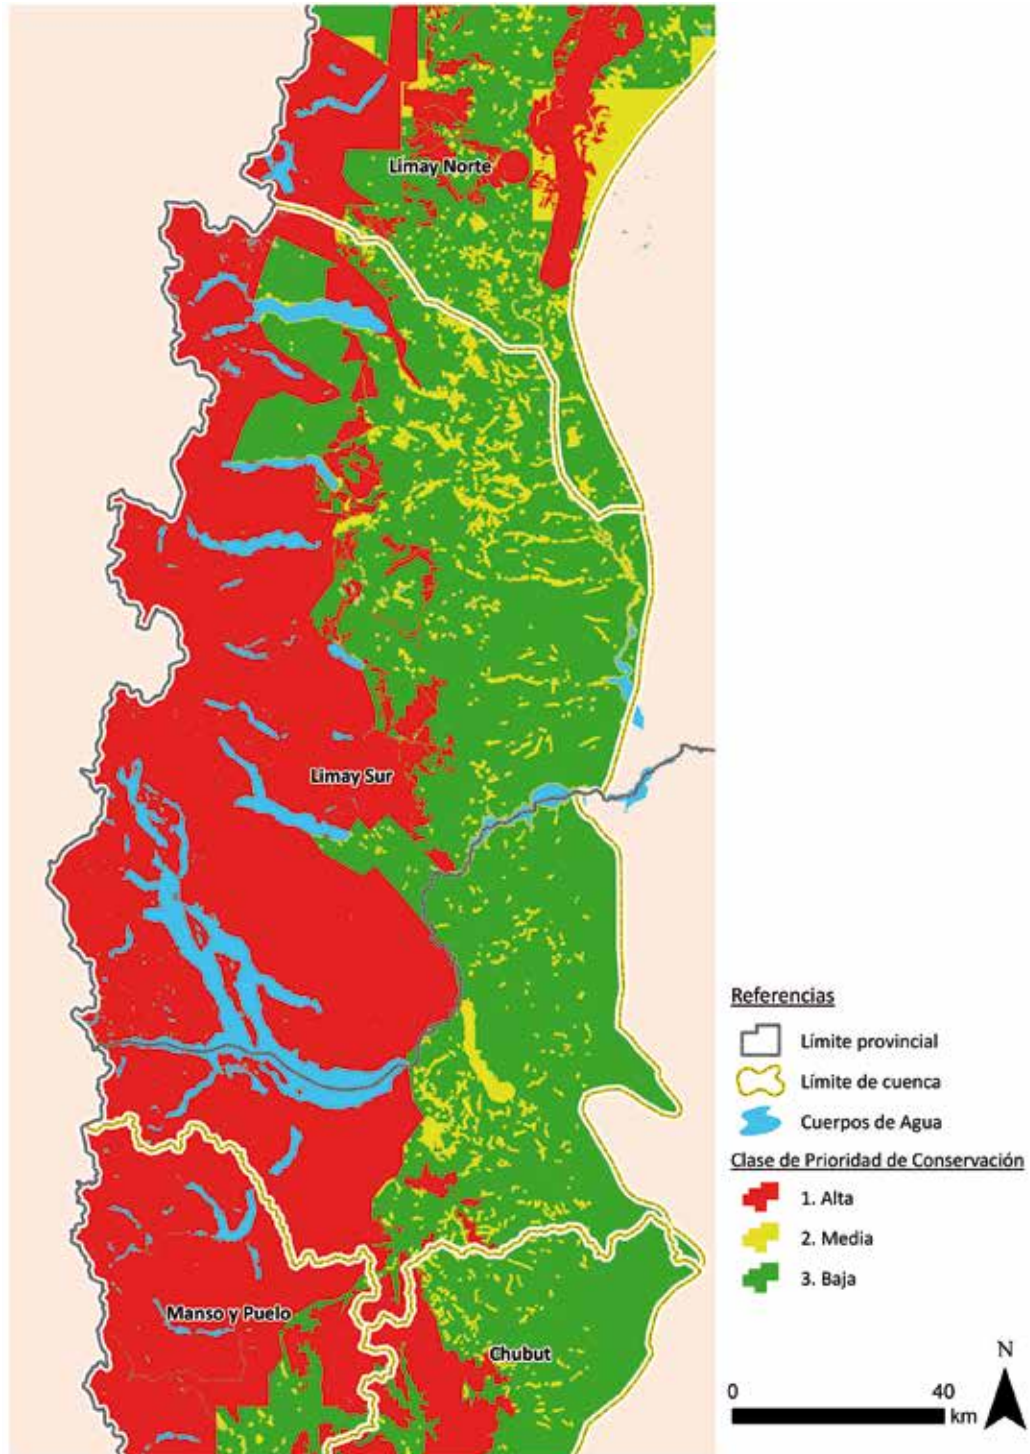 Limay Norte
Limay Sur
Manso y Puelo
Chubut
Referencias
Límite provincial
Límite de cuenca
Cuerpos de Agua
Clase de Prioridad de Conservación
1. Alta
2. Media
3. Baja
N
0 40
km